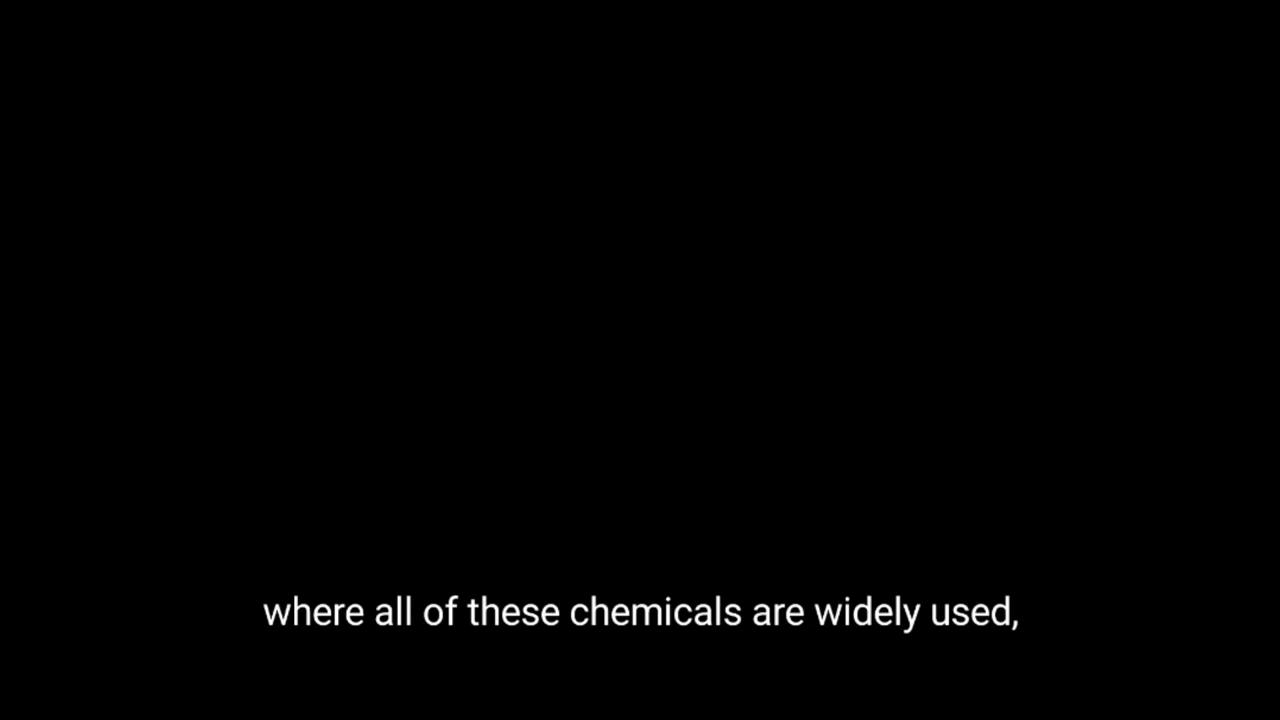 where all of these chemicals are widely used,